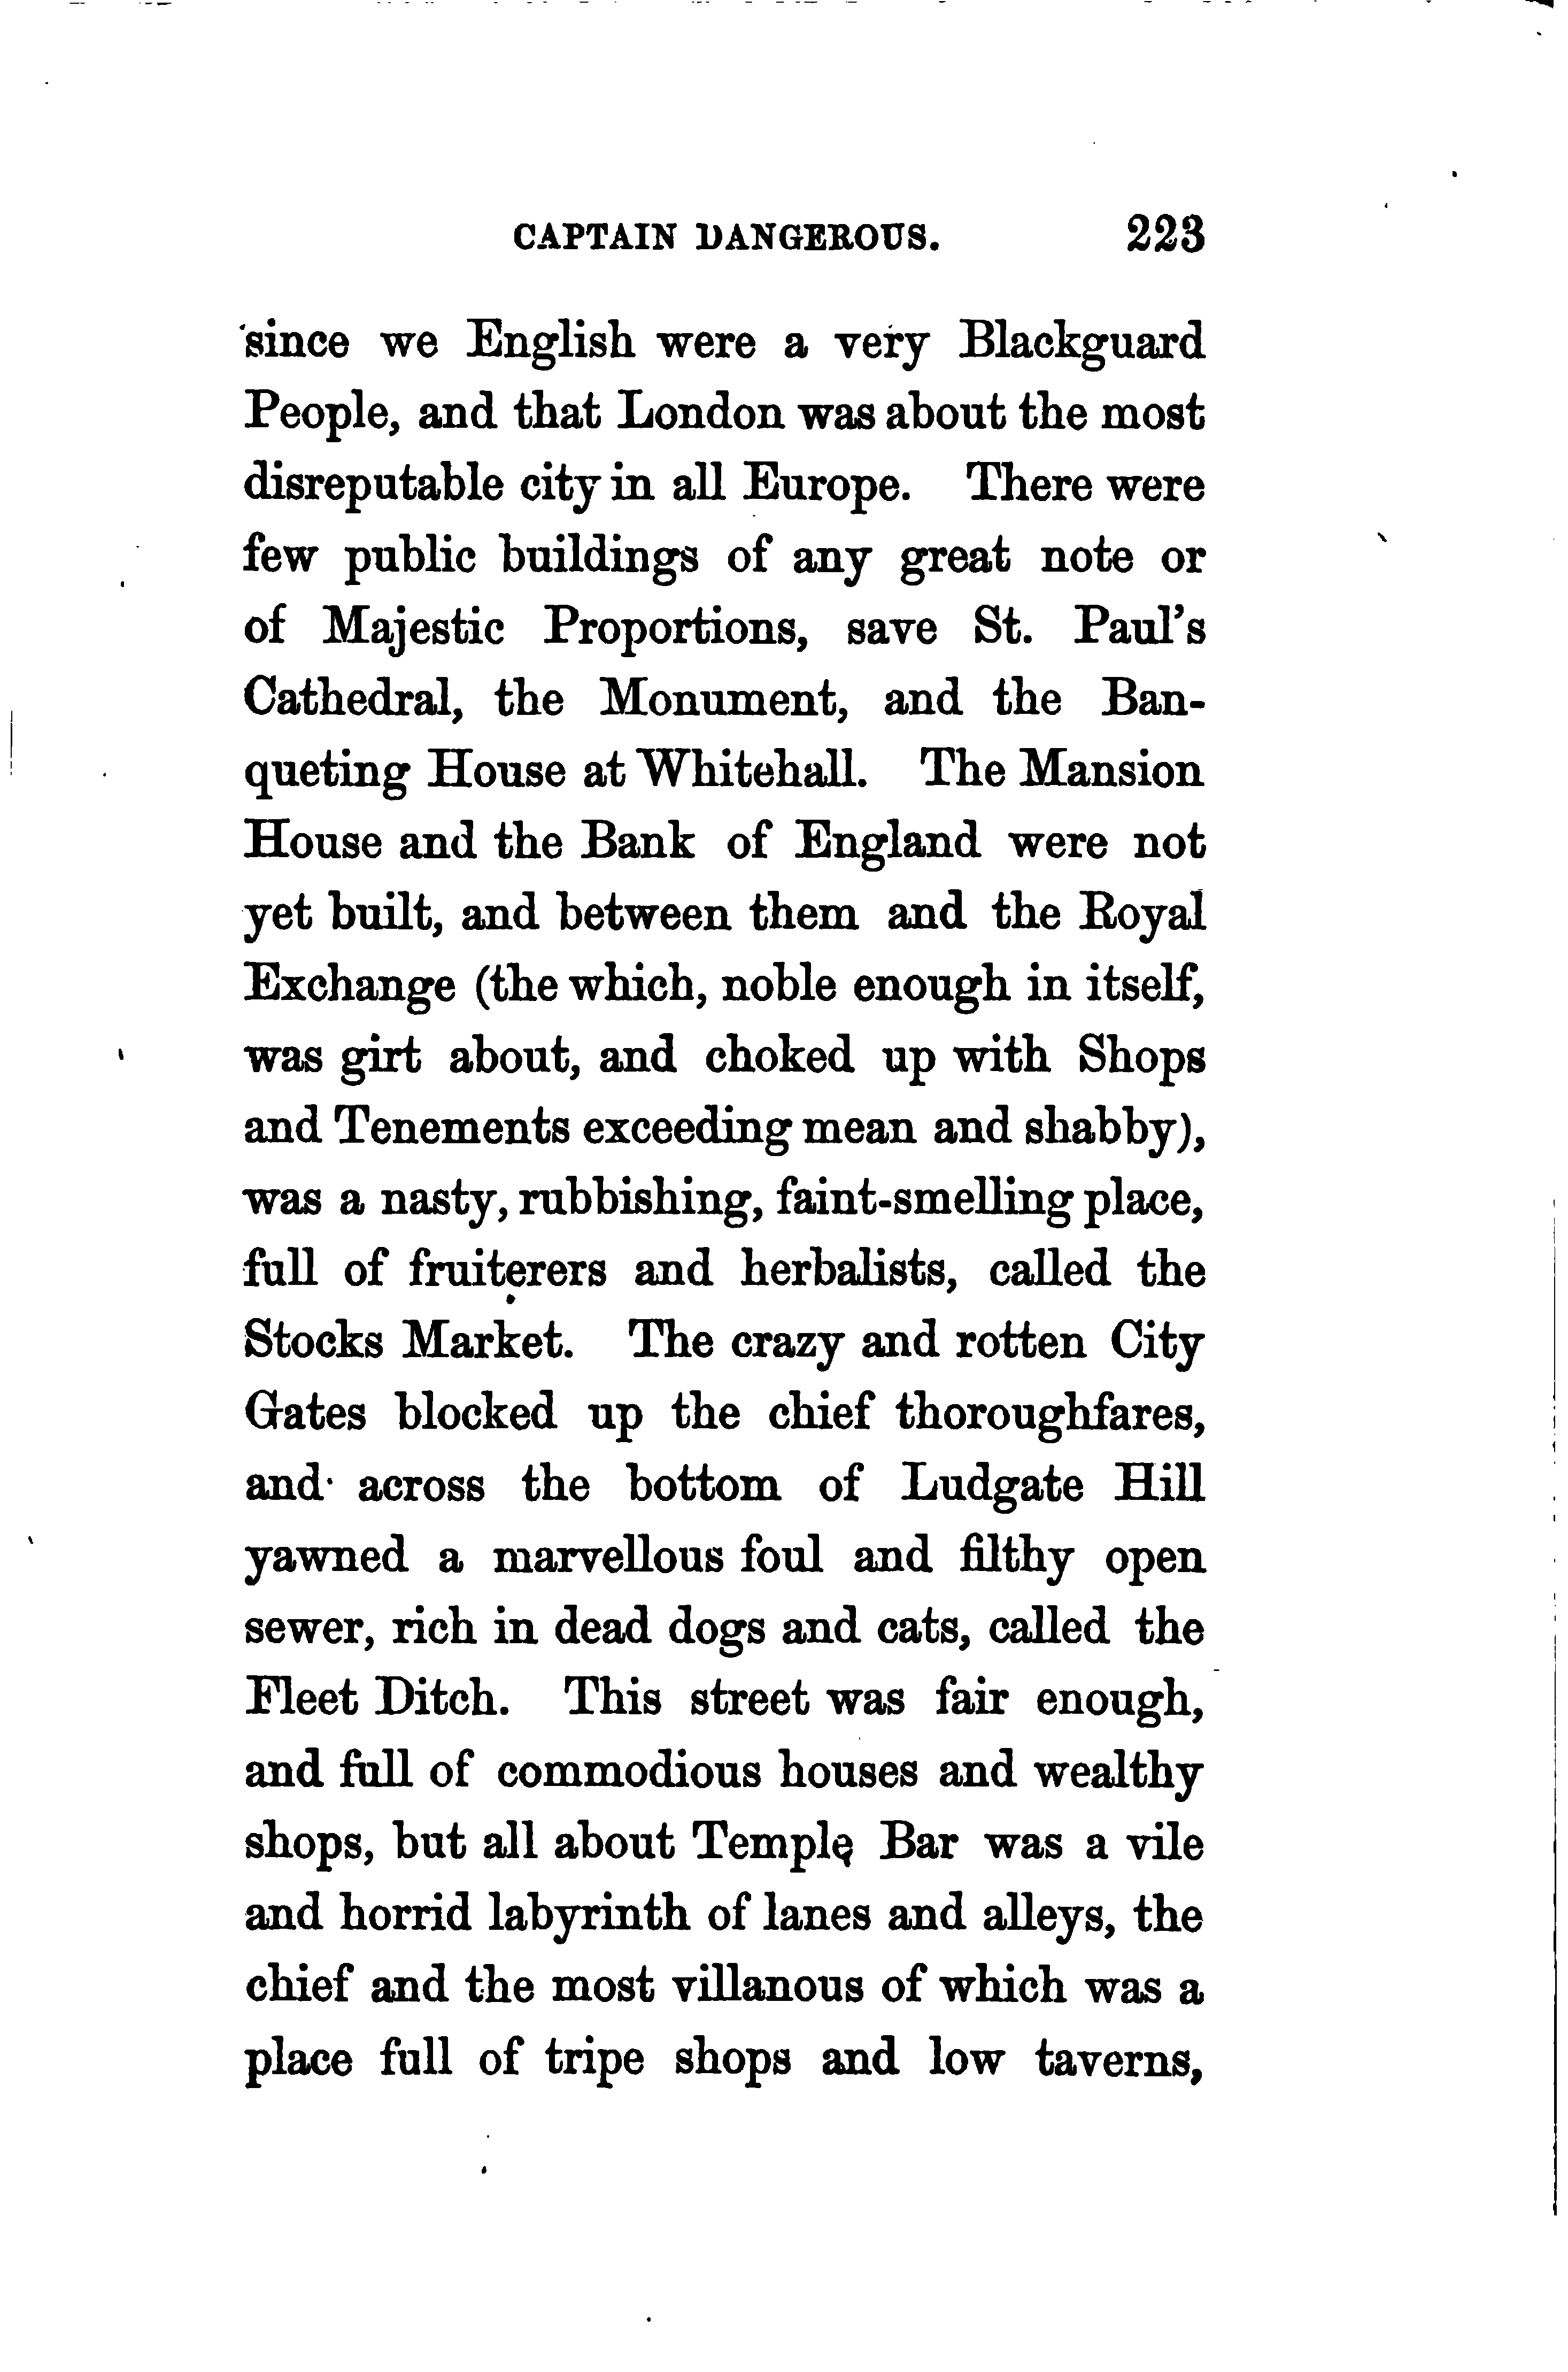 CAPTAIN DANGEROUS. 223
since we English were a very Blackguard
People, and that London was about the most
disreputable city in all Europe. There were
few public buildings of any great note or
of Majestic Proportions, save St. Paul's
Cathedral, the Monument, and the Ban-
queting House at Whitehall. The Mansion
House and the Bank of England were not
yet built, and between them and the Royal
Exchange (the which, noble enough in itself,
was girt about, and choked up with Shops
and Tenements exceeding mean and shabby),
was a nasty, rubbishing, faint-smelling place,
full of fruiterers and herbalists, called the
Stocks Market. The crazy and rotten City
Gates blocked up the chief thoroughfares,
and across the bottom of Ludgate Hill
yawned a marvellous foul and filthy open
sewer, rich in dead dogs and cats, called the
Fleet Ditch. This street was fair enough,
and full of commodious houses and wealthy
shops, but all about Temple Bar was a vile
and horrid labyrinth of lanes and alleys, the
chief and the most villanous of which was a
place full of tripe shops and low taverns,